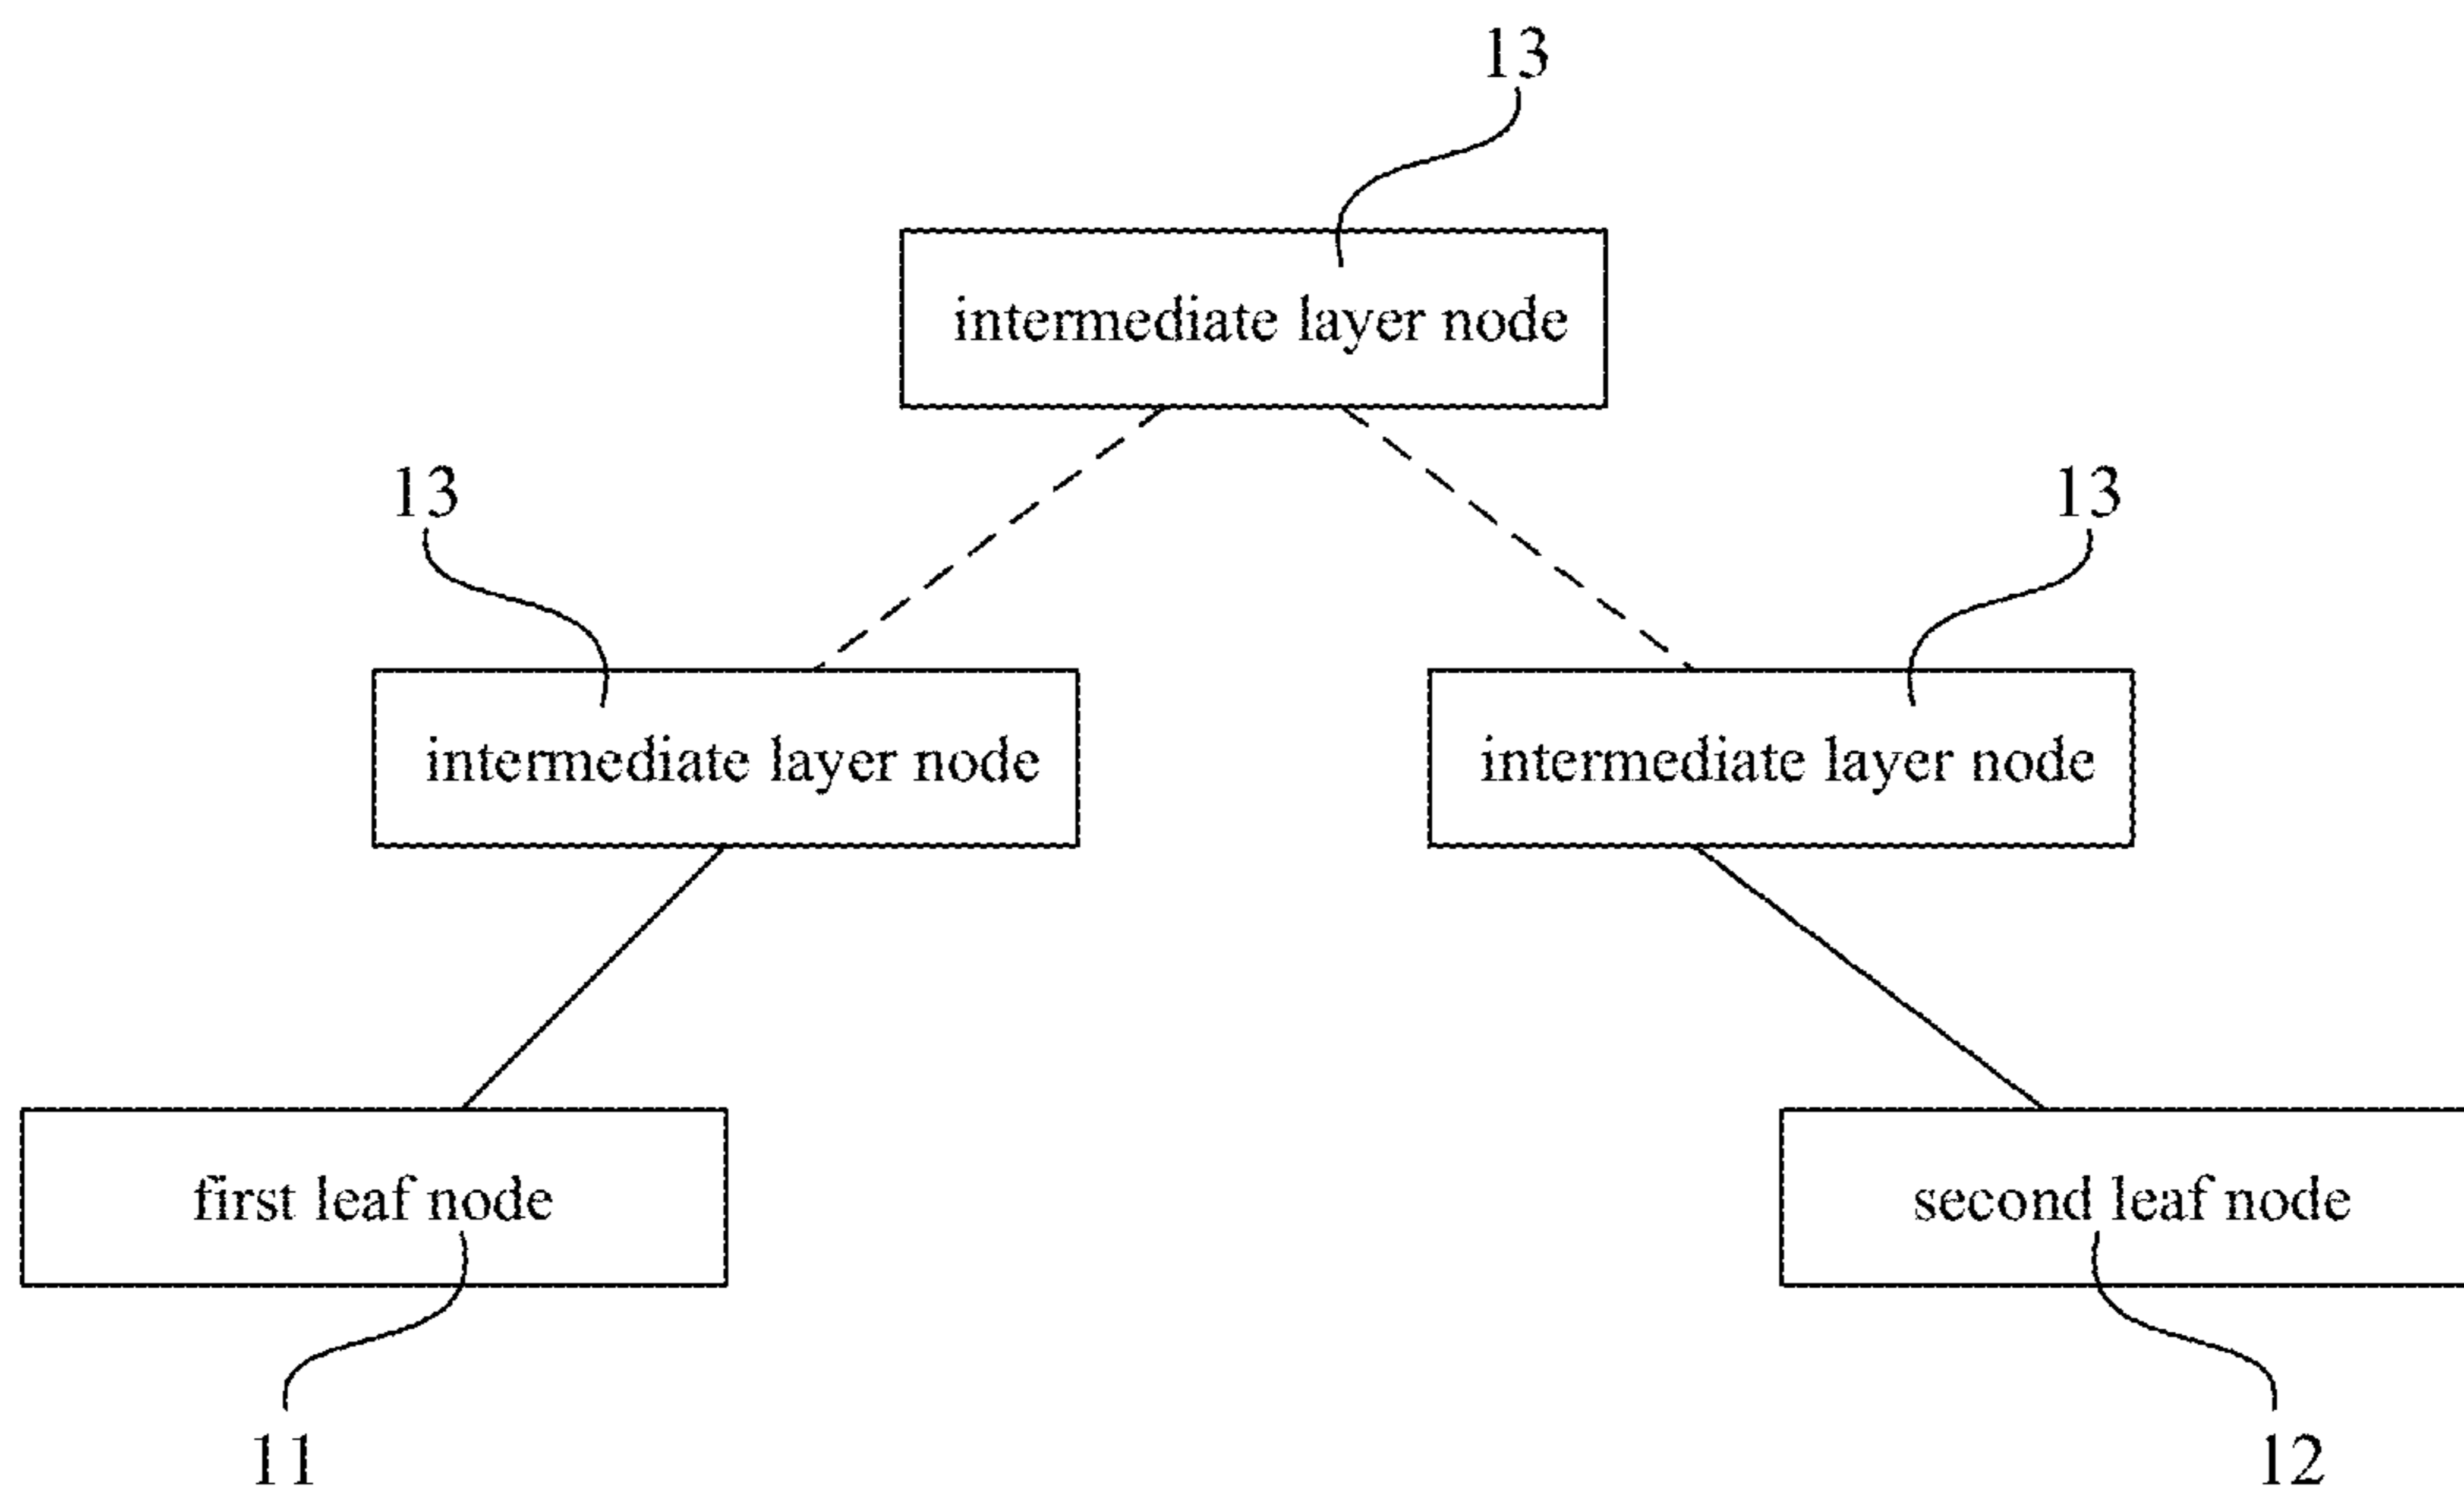 13
intermediate layer node
13
13
intermediate layer node
intermediate layer node
first leaf node
second leaf node
11
12